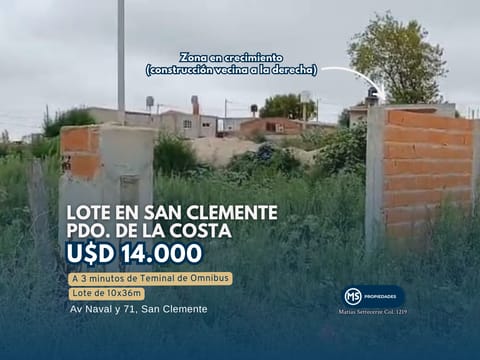 Zona en crecimiento
(construcción vecina a la derecha)
LOTE EN SAN CLEMENTE
PDO. DE LA COSTA
U$D 14.000
A 3 minutos de Teminal de Omnibus
Lote de 10x36m
Av Naval y 71, San Clemente
MS PROPIEDADES
Matías Settecerze Col. 1219